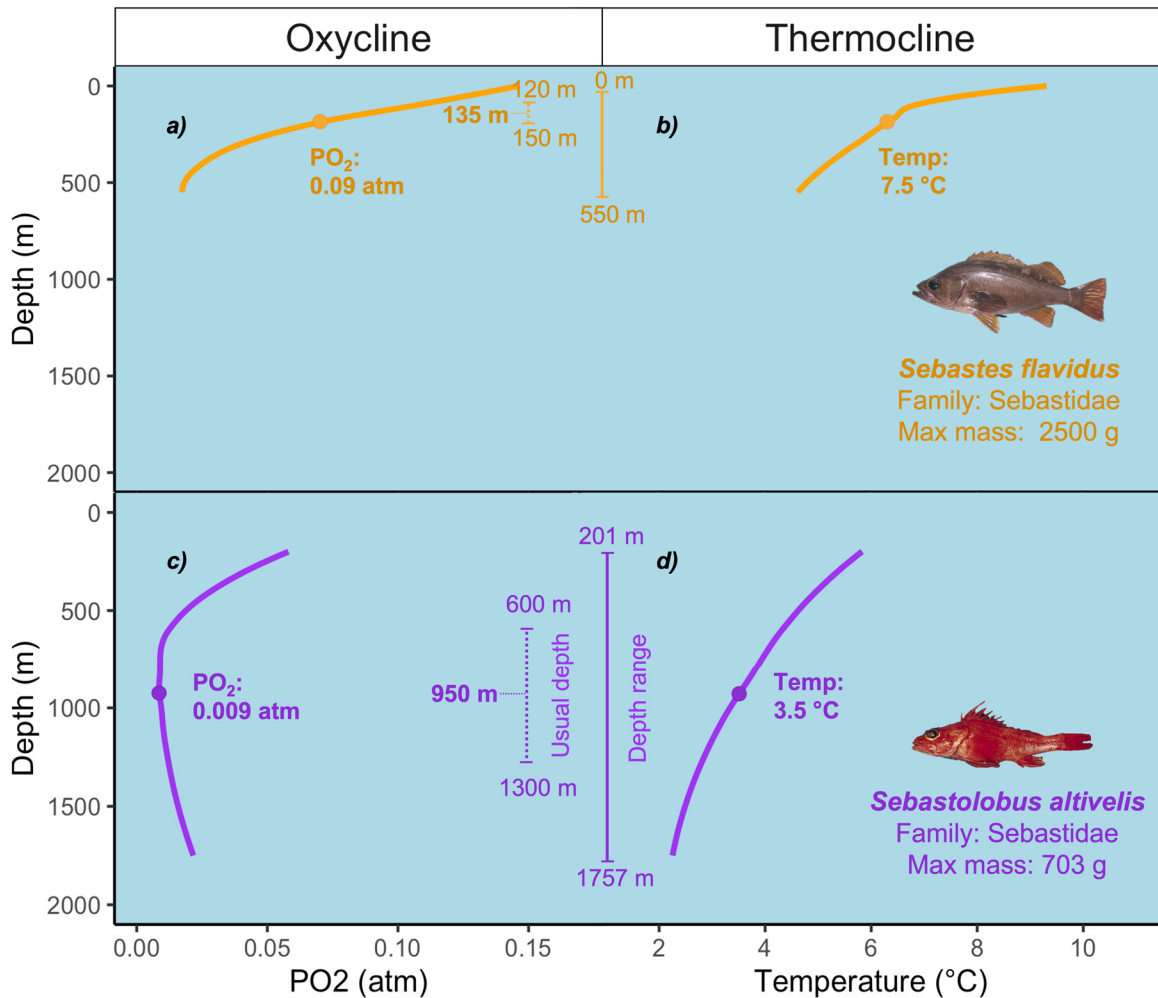 Oxycline
Thermocline
Depth (m)
0
500
1000
1500
2000
a)
PO₂:
0.09 atm
120 m
135 m
150 m
0 m
550 m
b)
Temp:
7.5 °C
Sebastes flavidus
Family: Sebastidae
Max mass: 2500 g
Depth (m)
0
500
1000
1500
2000
c)
PO₂:
0.009 atm
600 m
950 m
1300 m
Usual depth
201 m
Depth range
1757 m
d)
Temp:
3.5 °C
Sebastolobus altivelis
Family: Sebastidae
Max mass: 703 g
0.00 0.05 0.10 0.15
PO2 (atm)
2 4 6 8 10
Temperature (°C)